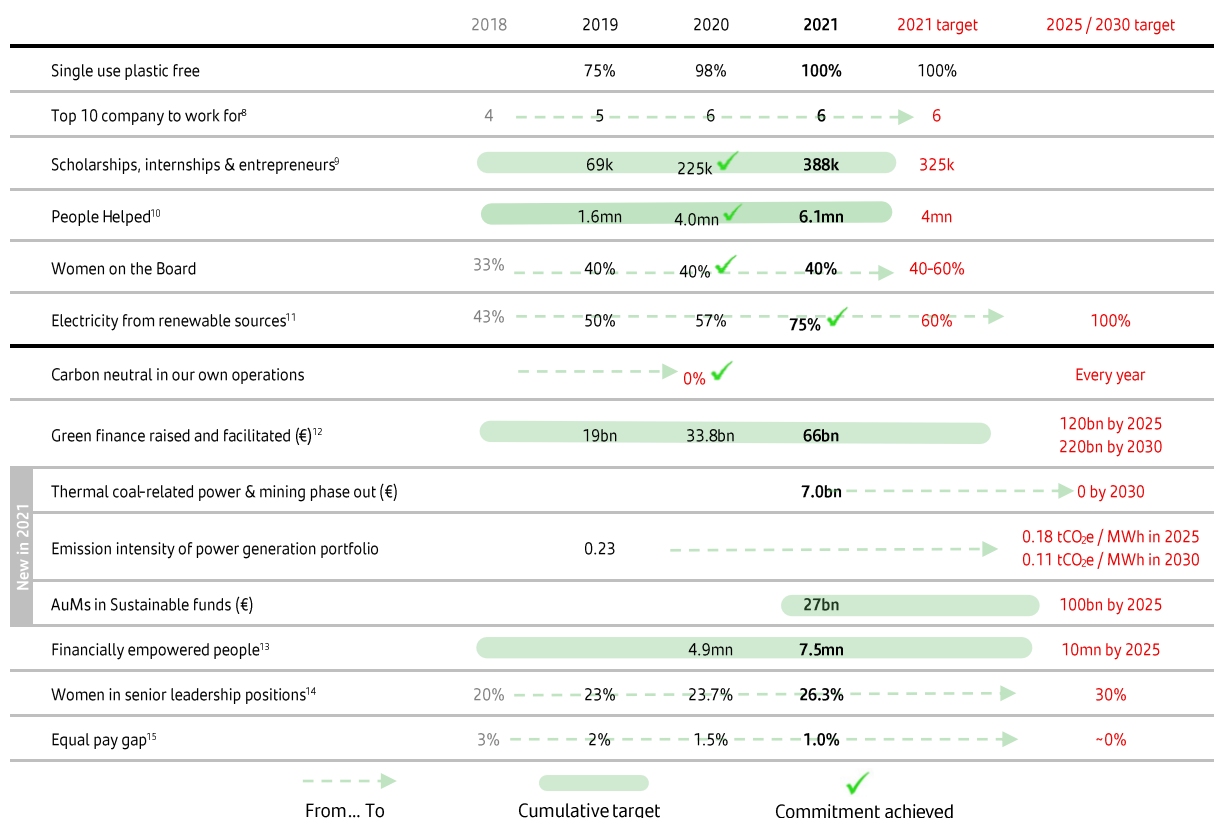 2018 2019 2020 2021 2021 target 2025 / 2030 target
Single use plastic free 75% 98% 100% 100%
Top 10 company to work for⁸ 4 5 6 6 6
Scholarships, internships & entrepreneurs⁹ 69k 225k 388k 325k
People Helped¹⁰ 1.6mn 4.0mn 6.1mn 4mn
Women on the Board 33% 40% 40% 40% 40-60%
Electricity from renewable sources¹¹ 43% 50% 57% 75% 60% 100%
Carbon neutral in our own operations 0% Every year
Green finance raised and facilitated (€)¹² 19bn 33.8bn 66bn 120bn by 2025
220bn by 2030
New in 2021
Thermal coal-related power & mining phase out (€) 7.0bn 0 by 2030
Emission intensity of power generation portfolio 0.23 0.18 tCO₂e / MWh in 2025
0.11 tCO₂e / MWh in 2030
AuMs in Sustainable funds (€) 27bn 100bn by 2025
Financially empowered people¹³ 4.9mn 7.5mn 10mn by 2025
Women in senior leadership positions¹⁴ 20% 23% 23.7% 26.3% 30%
Equal pay gap¹⁵ 3% 2% 1.5% 1.0% ~0%
From... To Cumulative target Commitment achieved